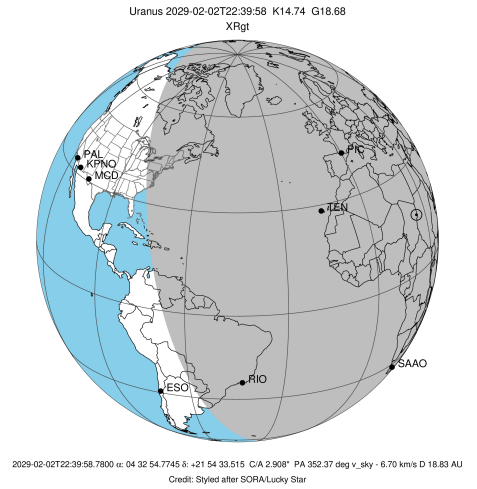 Uranus 2029-02-02T22:39:58 K14.74 G18.68
XRgt
PAL
KPNO
MCD
PIC
TEN
SAAO
RIO
ESO
2029-02-02T22:39:58.7800 α: 04 32 54.7745 δ: +21 54 33.515 C/A 2.908" PA 352.37 deg v_sky - 6.70 km/s D 18.83 AU
Credit: Styled after SORA/Lucky Star